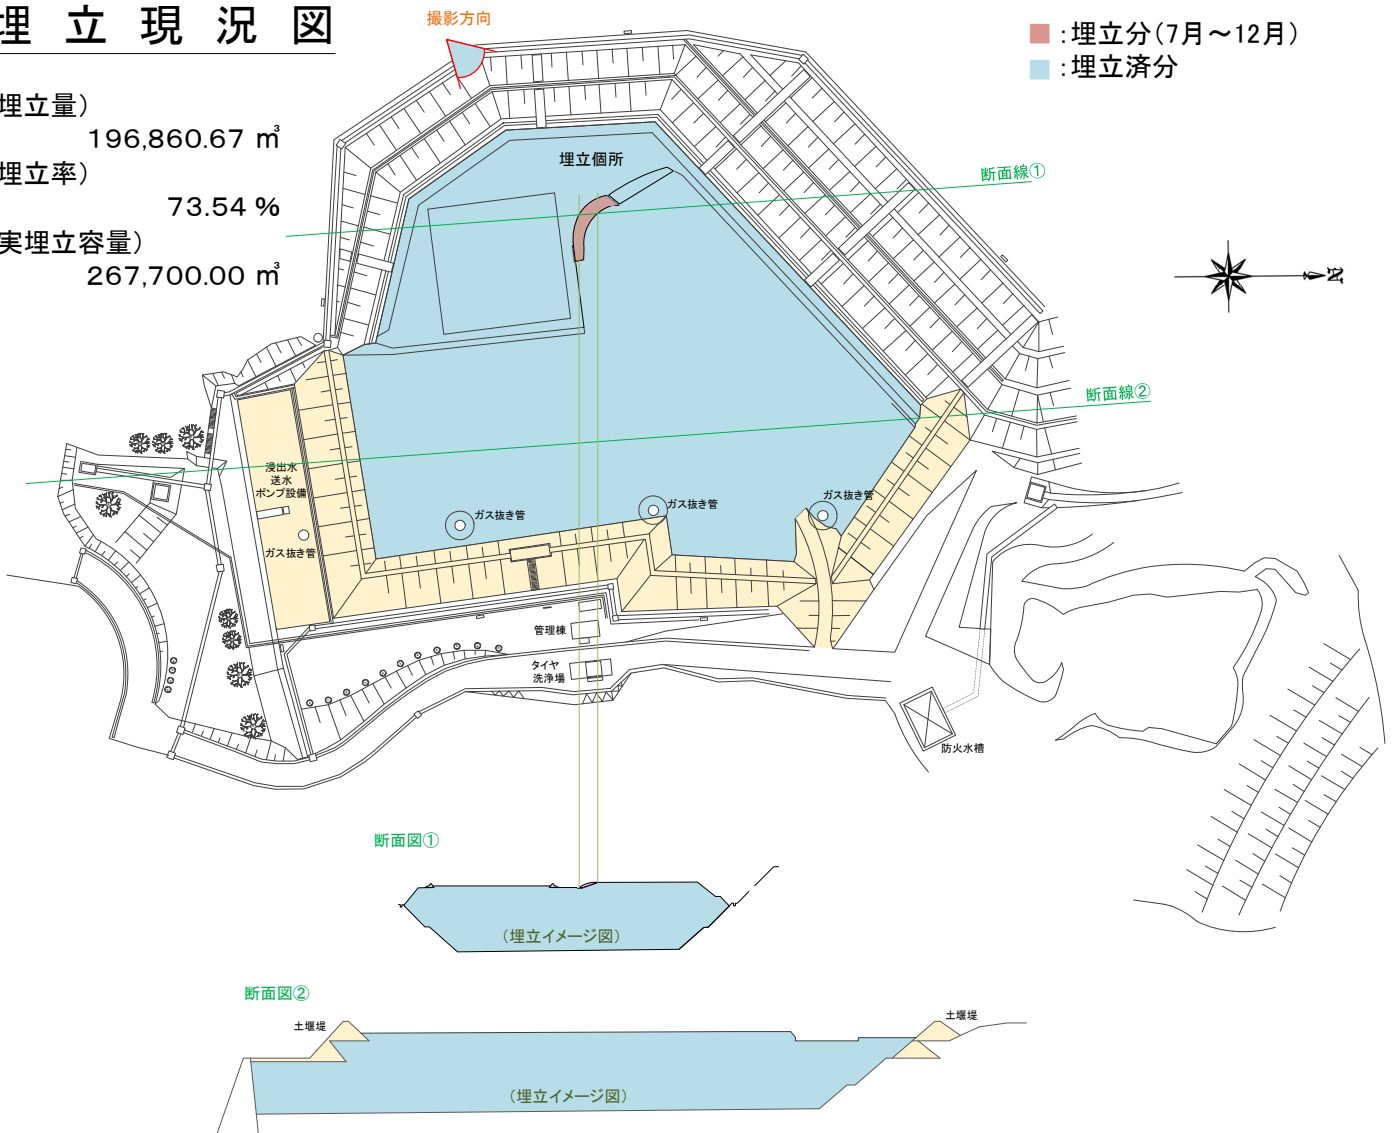 埋立現況図
撮影方向
:埋立分(7月～12月)
:埋立済分
埋立量)
196,860.67 ㎥
埋立率)
73.54 %
実埋立容量)
267,700.00 ㎥
埋立個所
断面線①
N
断面線②
浸出水
送水
ポンプ設備
ガス抜き管
ガス抜き管
ガス抜き管
ガス抜き管
管理棟
タイヤ
洗浄場
防火水槽
断面図①
(埋立イメージ図)
断面図②
土堰堤
土堰堤
(埋立イメージ図)